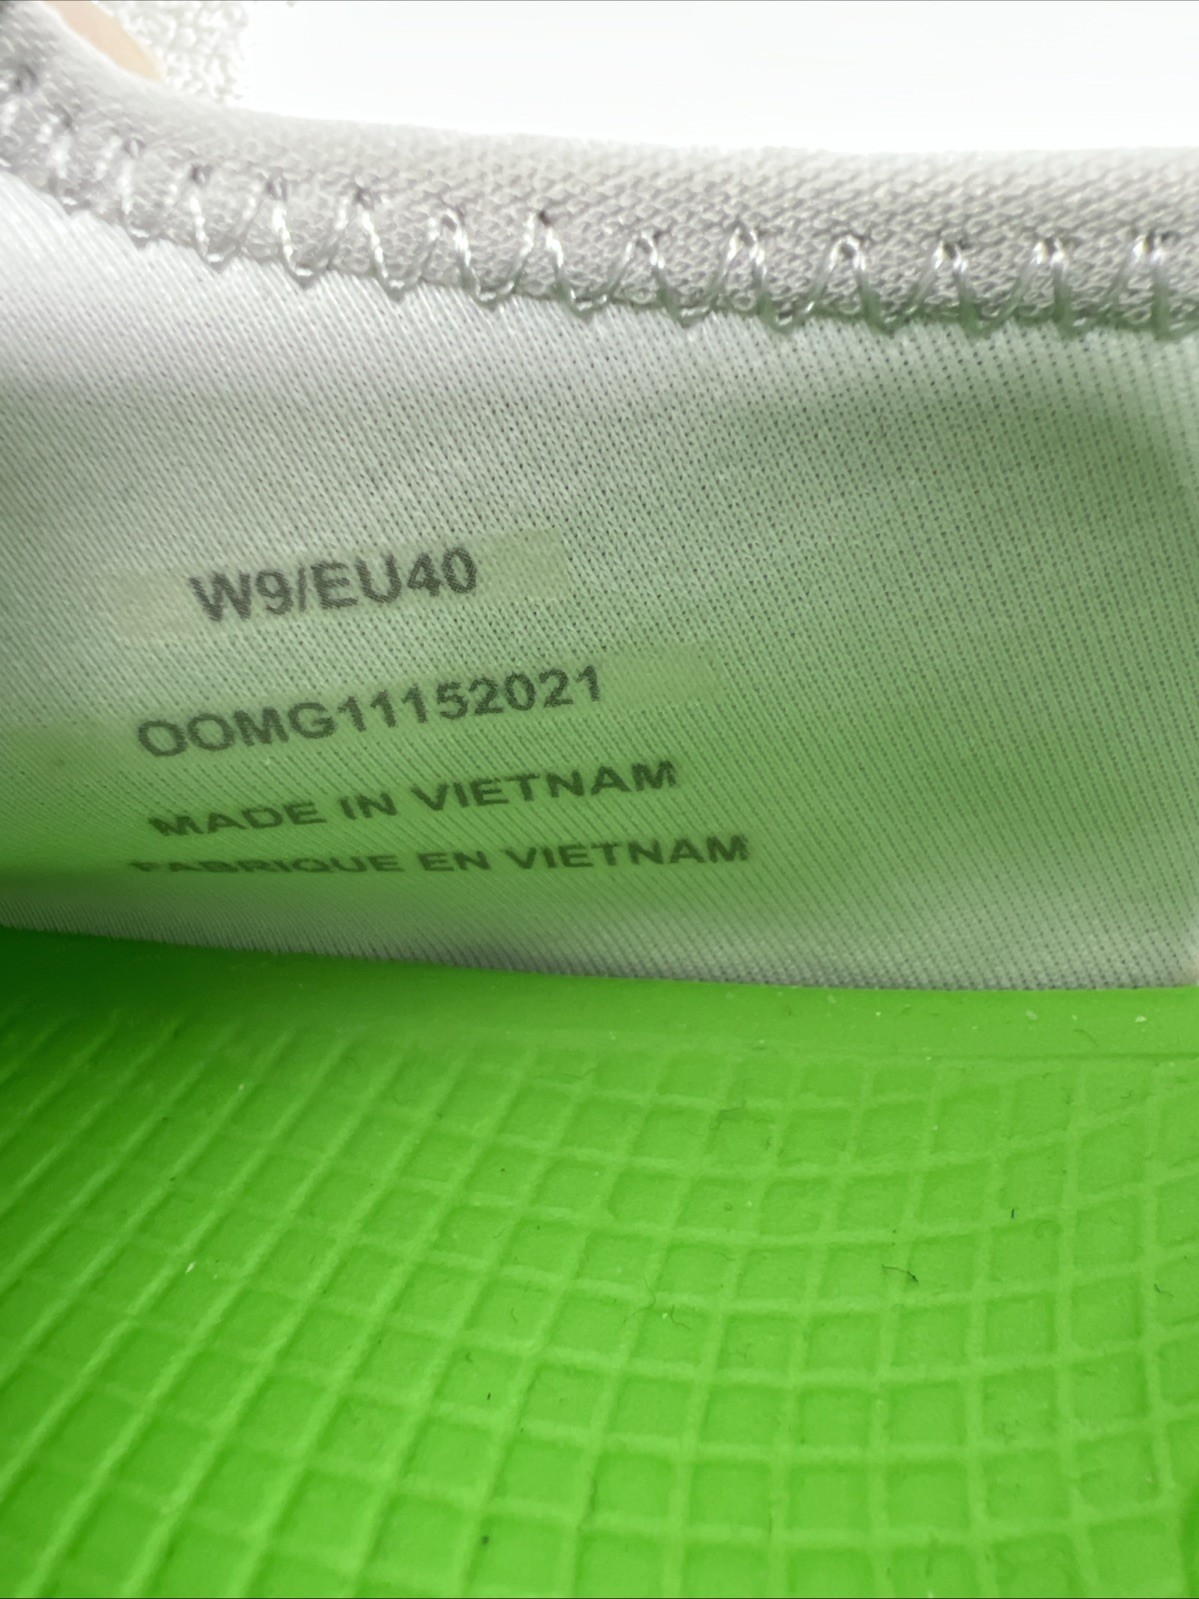 W9/EU40
OOMG11152021
MADE IN VIETNAM
FABRIQUE EN VIETNAM